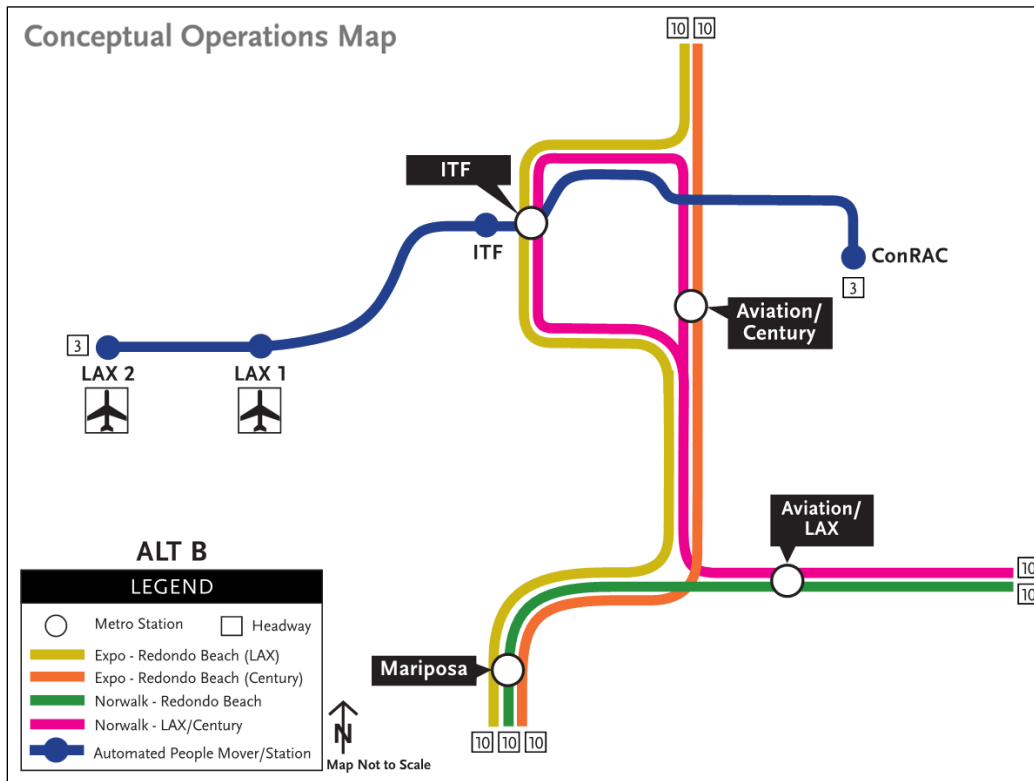 Conceptual Operations Map
10 10
ITF
ITF
ConRAC
3
Aviation/
Century
3
LAX 2
LAX 1
Aviation/
LAX
10
10
Mariposa
10 10 10
ALT B
LEGEND
Metro Station
Headway
Expo - Redondo Beach (LAX)
Expo - Redondo Beach (Century)
Norwalk - Redondo Beach
Norwalk - LAX/Century
Automated People Mover/Station
N
Map Not to Scale